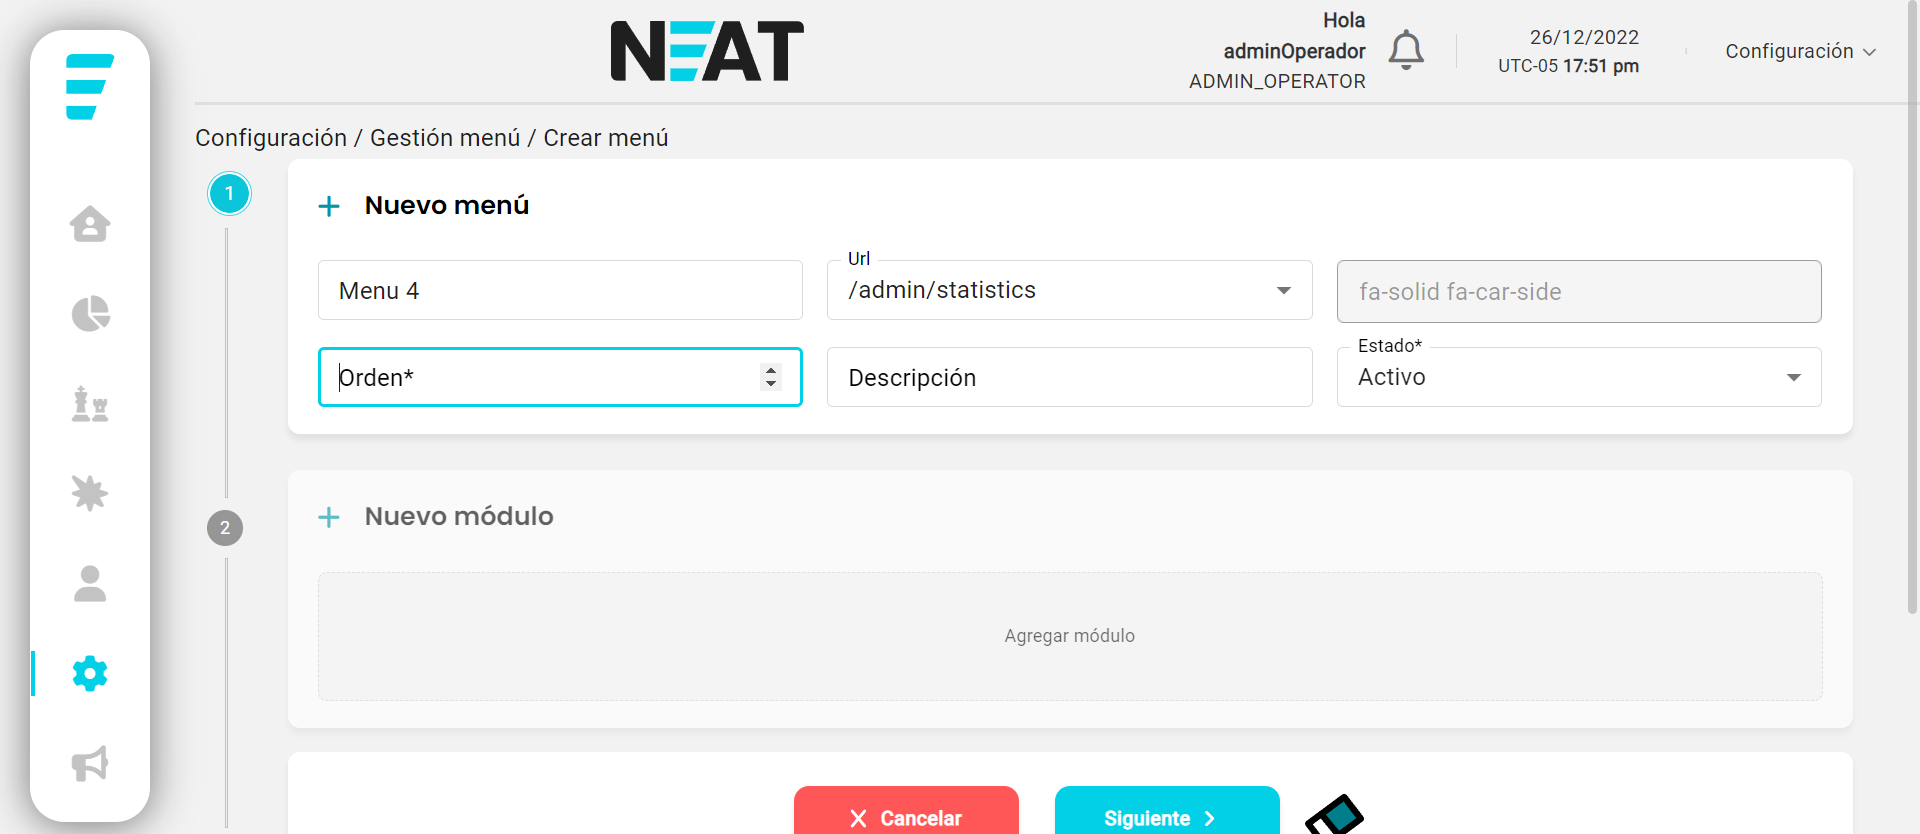 NEAT
Hola
adminOperador
ADMIN_OPERATOR
26/12/2022
UTC-05 17:51 pm
Configuración
Configuración / Gestión menú / Crear menú
1
Nuevo menú
Menu 4
Url
/admin/statistics
fa-solid fa-car-side
Orden*
Descripción
Estado*
Activo
2
Nuevo módulo
Agregar módulo
Cancelar
Siguiente